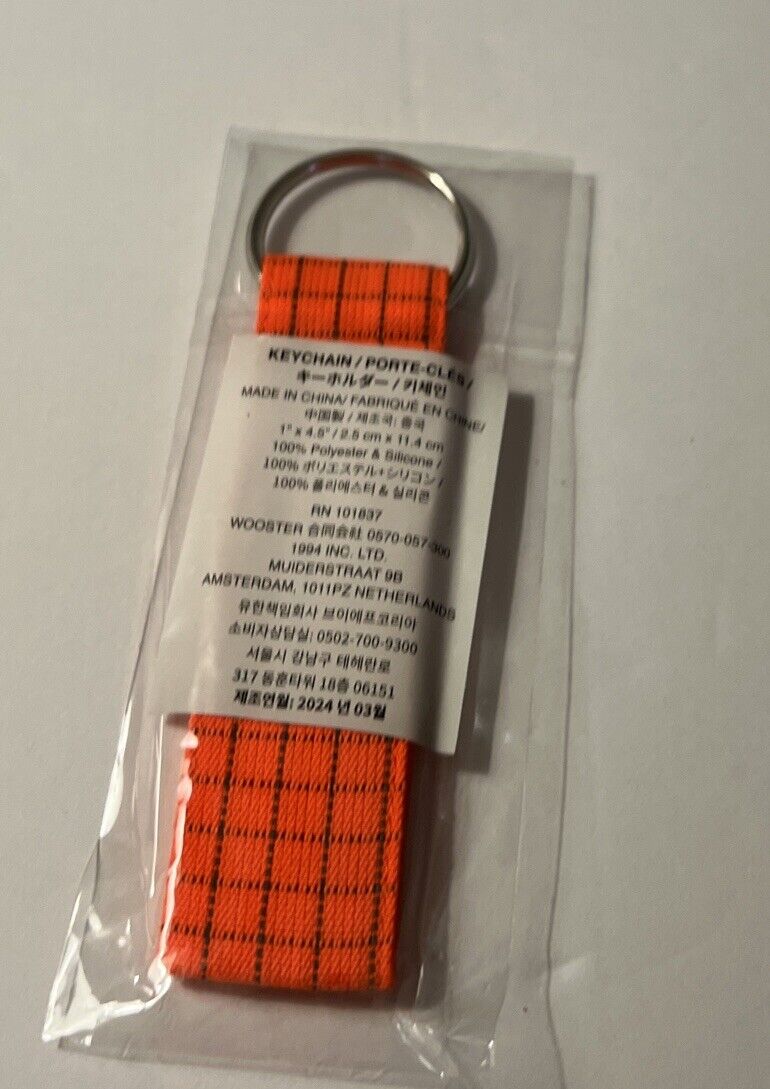 KEYCHAIN / PORTE-CLÉS /
キーホルダー / 키체인
MADE IN CHINA/ FABRIQUÉ EN CHINE/
中国製 / 제조국: 중국
1" x 4.5" / 2.5 cm x 11.4 cm
100% Polyester & Silicone /
100% ポリエステル+シリコン /
100% 폴리에스터 & 실리콘
RN 101837
WOOSTER 合同会社 0570-057-300
1994 INC. LTD.
MUIDERSTRAAT 9B
AMSTERDAM, 1011PZ NETHERLANDS
유한책임회사 브이에프코리아
소비자상담실: 0502-700-9300
서울시 강남구 테헤란로
317 동훈타워 18층 06151
제조연월: 2024 년 03월